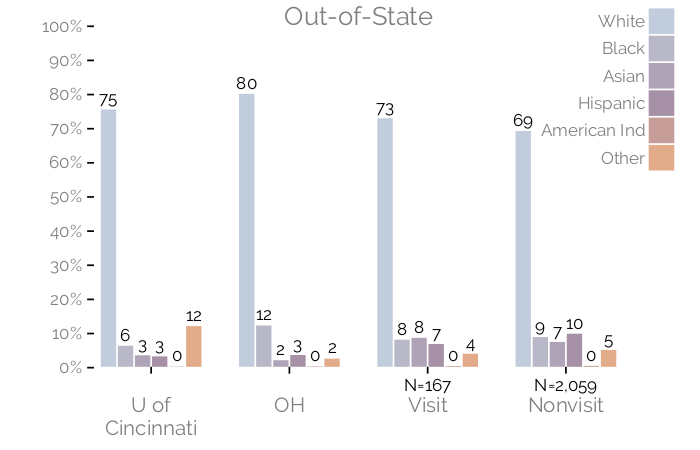 Out-of-State
100%
90%
80%
70%
60%
50%
40%
30%
20%
10%
0%
White
Black
Asian
Hispanic
American Ind
Other
75 6 3 3 0 12
80 12 2 3 0 2
73 8 8 7 0 4
69 9 7 10 0 5
N=167 N=2,059
U of
Cincinnati
OH
Visit
Nonvisit